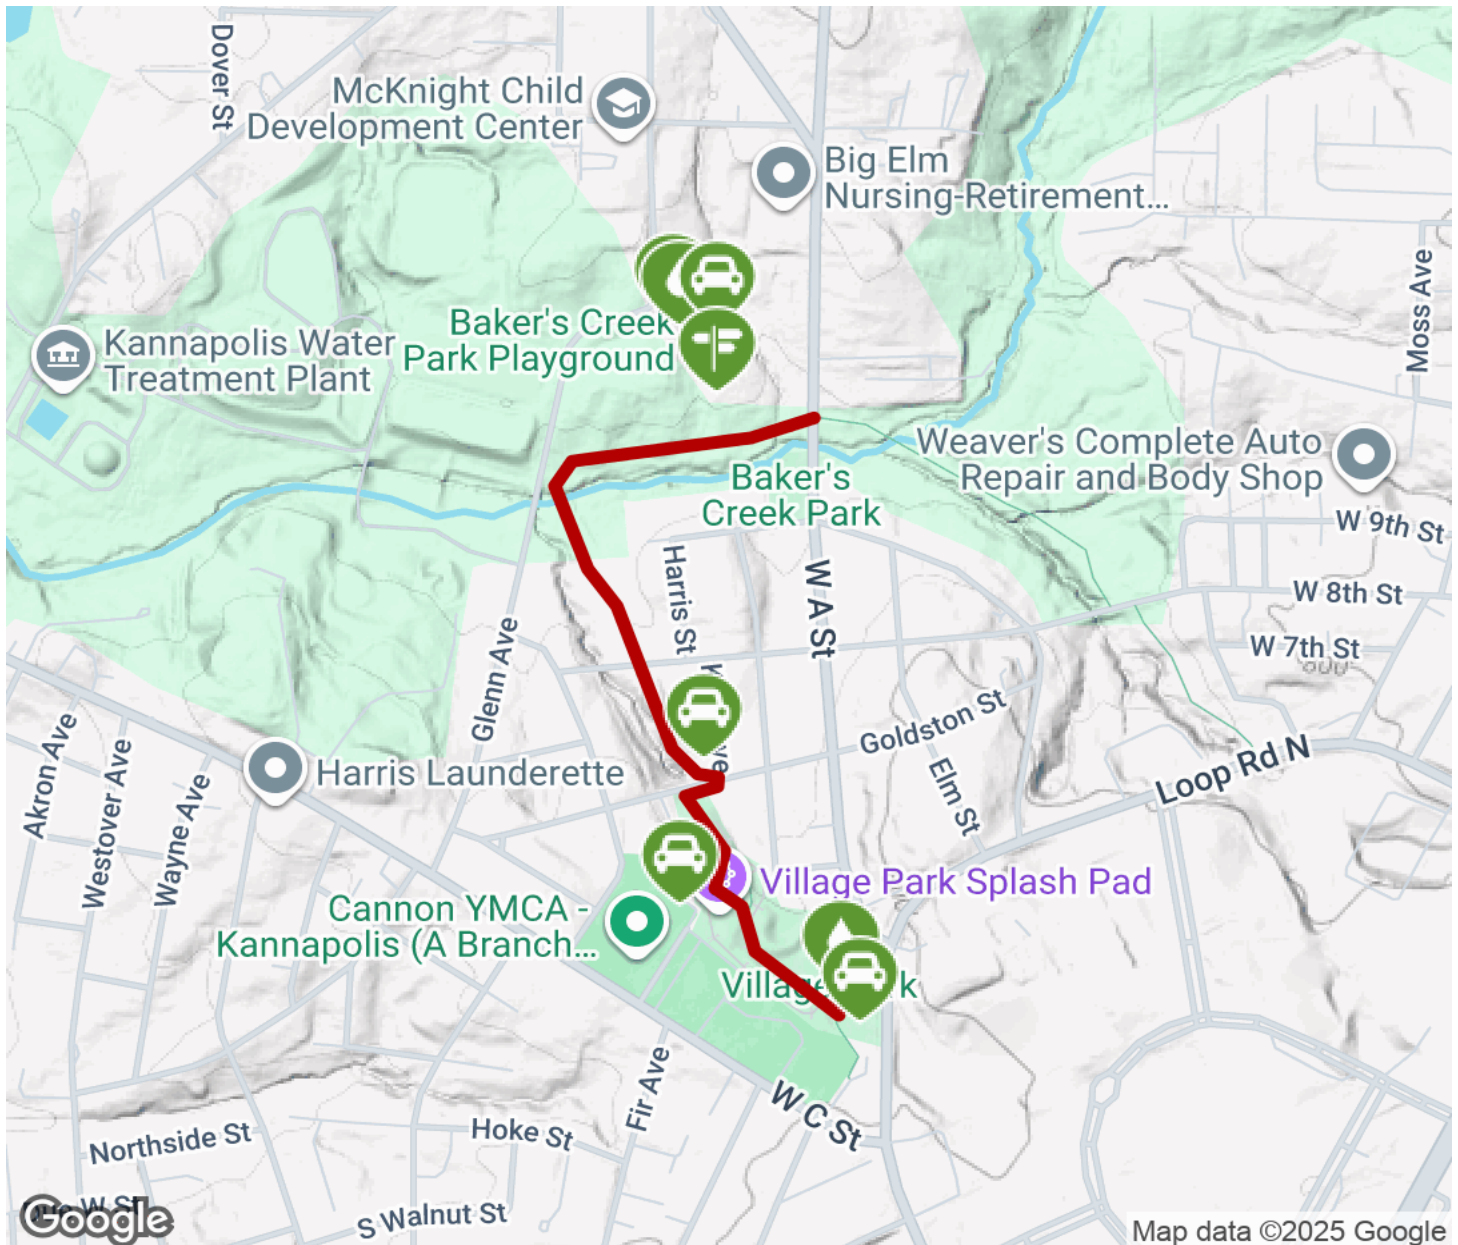 Dover St
McKnight Child
Development Center
Big Elm
Nursing-Retirement...
Moss Ave
Baker's Creek
Park Playground
Kannapolis Water
Treatment Plant
Weaver's Complete Auto
Repair and Body Shop
Baker's
Creek Park
W 9th St
Harris St
W A St
W 8th St
W 7th St
Glenn Ave
Goldston St
Loop Rd N
Elm St
Akron Ave
Westover Ave
Wayne Ave
Harris Launderette
Village Park Splash Pad
Cannon YMCA -
Kannapolis (A Branch...
Fir Ave
W C St
Northside St
Hoke St
S Walnut St
Google
Map data ©2025 Google